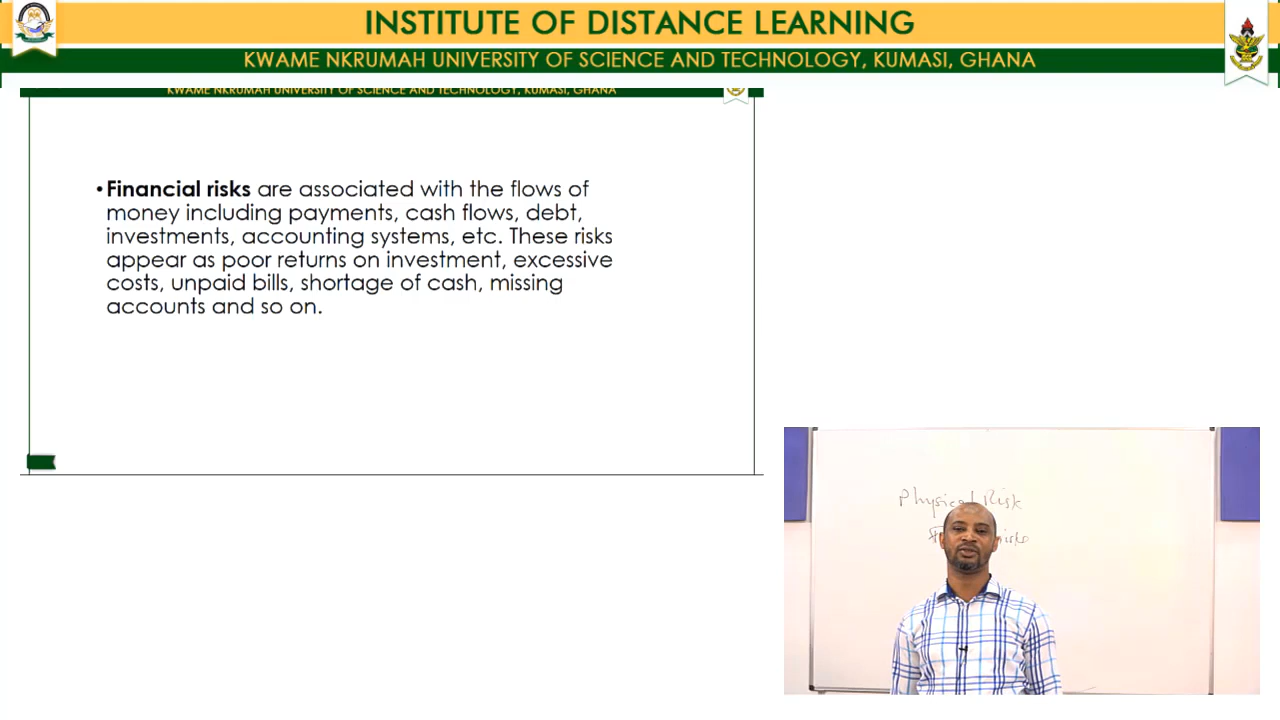 INSTITUTE OF DISTANCE LEARNING
KWAME NKRUMAH UNIVERSITY OF SCIENCE AND TECHNOLOGY, KUMASI, GHANA
KWAME NKRUMAH UNIVERSITY OF SCIENCE AND TECHNOLOGY, KUMASI, GHANA
• Financial risks are associated with the flows of
money including payments, cash flows, debt,
investments, accounting systems, etc. These risks
appear as poor returns on investment, excessive
costs, unpaid bills, shortage of cash, missing
accounts and so on.
Physical Risk